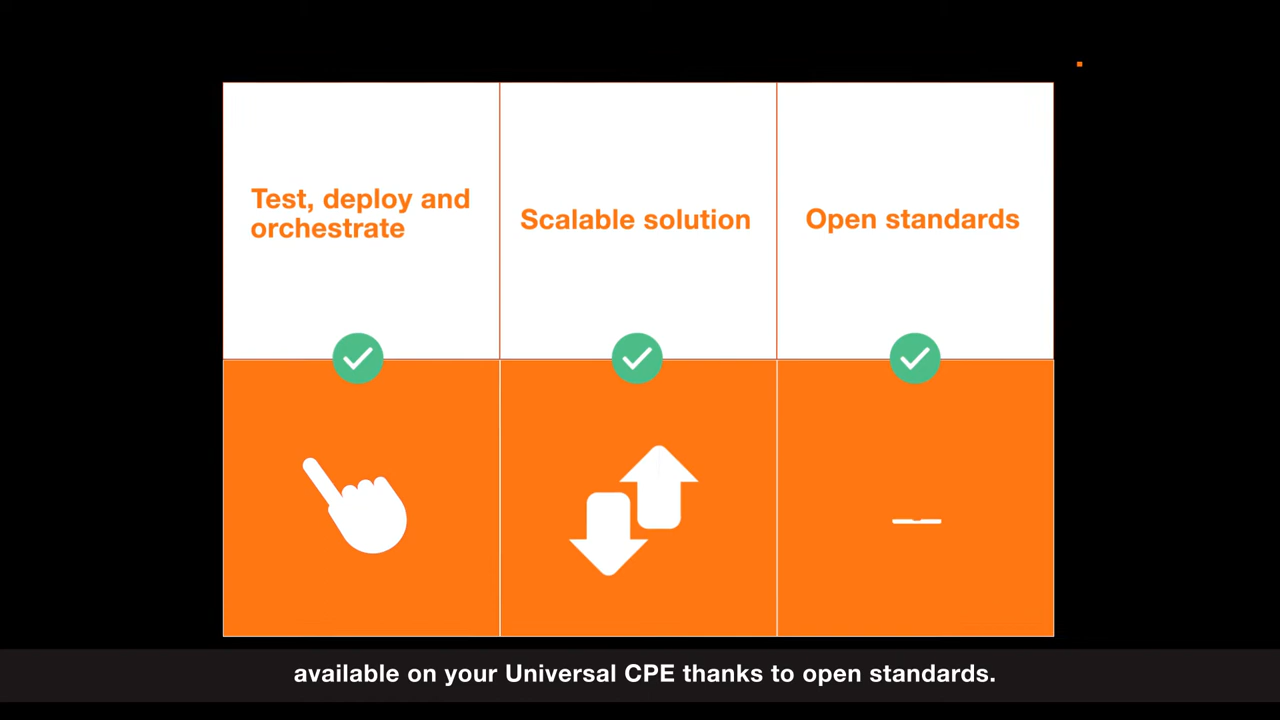 Test, deploy and
orchestrate
Scalable solution
Open standards
available on your Universal CPE thanks to open standards.